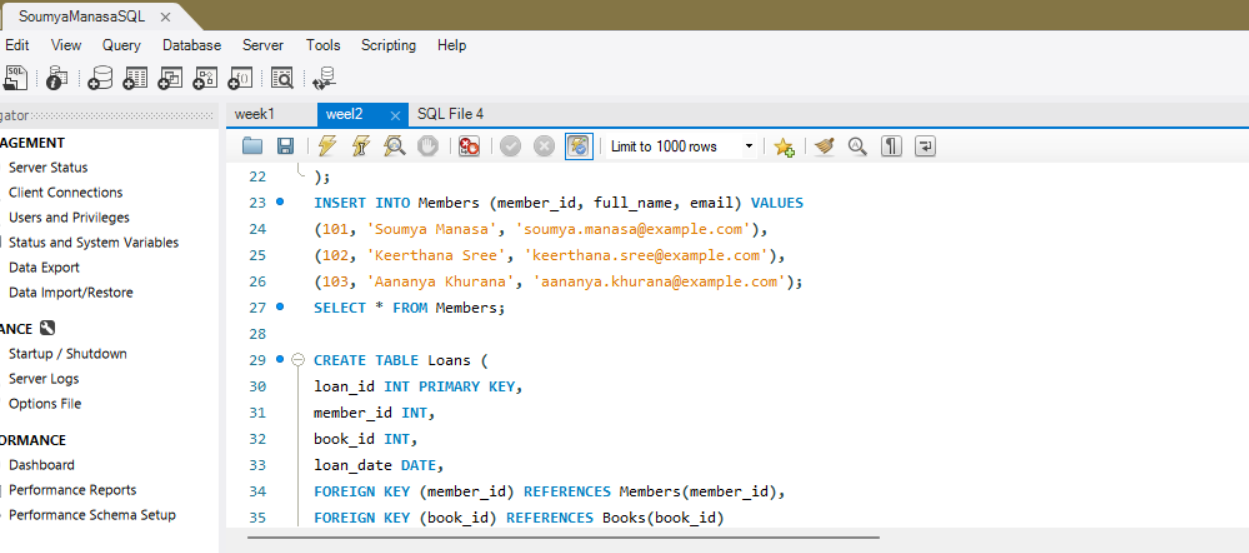 SoumyaManasaSQL ×
Edit View Query Database Server Tools Scripting Help
SQL
gator
week1 weel2 × SQL File 4
AGEMENT
Server Status
Client Connections
Users and Privileges
Status and System Variables
Data Export
Data Import/Restore
ANCE
Startup / Shutdown
Server Logs
Options File
ORMANCE
Dashboard
Performance Reports
Performance Schema Setup
Limit to 1000 rows
22 );
23 INSERT INTO Members (member_id, full_name, email) VALUES
24 (101, 'Soumya Manasa', 'soumya.manasa@example.com'),
25 (102, 'Keerthana Sree', 'keerthana.sree@example.com'),
26 (103, 'Aananya Khurana', 'aananya.khurana@example.com');
27 SELECT * FROM Members;
28
29 CREATE TABLE Loans (
30 loan_id INT PRIMARY KEY,
31 member_id INT,
32 book_id INT,
33 loan_date DATE,
34 FOREIGN KEY (member_id) REFERENCES Members(member_id),
35 FOREIGN KEY (book_id) REFERENCES Books(book_id)